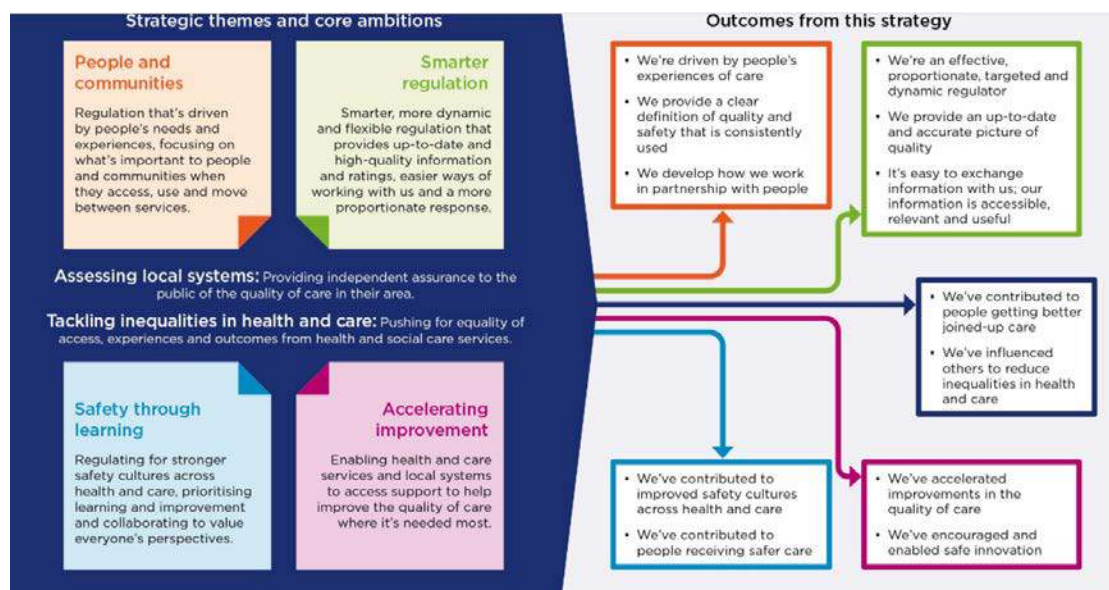 Strategic themes and core ambitions
People and
communities
Regulation that's driven
by people's needs and
experiences, focusing on
what's important to people
and communities when
they access, use and move
between services.
Smarter
regulation
Smarter, more dynamic
and flexible regulation that
provides up-to-date and
high-quality information
and ratings, easier ways of
working with us and a more
proportionate response.
Assessing local systems: Providing independent assurance to the
public of the quality of care in their area.
Tackling inequalities in health and care: Pushing for equality of
access, experiences and outcomes from health and social care services.
Safety through
learning
Regulating for stronger
safety cultures across
health and care, prioritising
learning and improvement
and collaborating to value
everyone's perspectives.
Accelerating
improvement
Enabling health and care
services and local systems
to access support to help
improve the quality of care
where it's needed most.
Outcomes from this strategy
• We're driven by people's
experiences of care
• We provide a clear
definition of quality and
safety that is consistently
used
• We develop how we
work in partnership with people
• We're an effective,
proportionate, targeted and
dynamic regulator
• We provide an up-to-date
and accurate picture of
quality
• It's easy to exchange
information with us; our
information is accessible,
relevant and useful
• We've contributed to
people getting better
joined-up care
• We've influenced
others to reduce
inequalities in health
and care
• We've contributed to
improved safety cultures
across health and care
• We've contributed to
people receiving safer care
• We've accelerated
improvements in the
quality of care
• We've encouraged and
enabled safe innovation